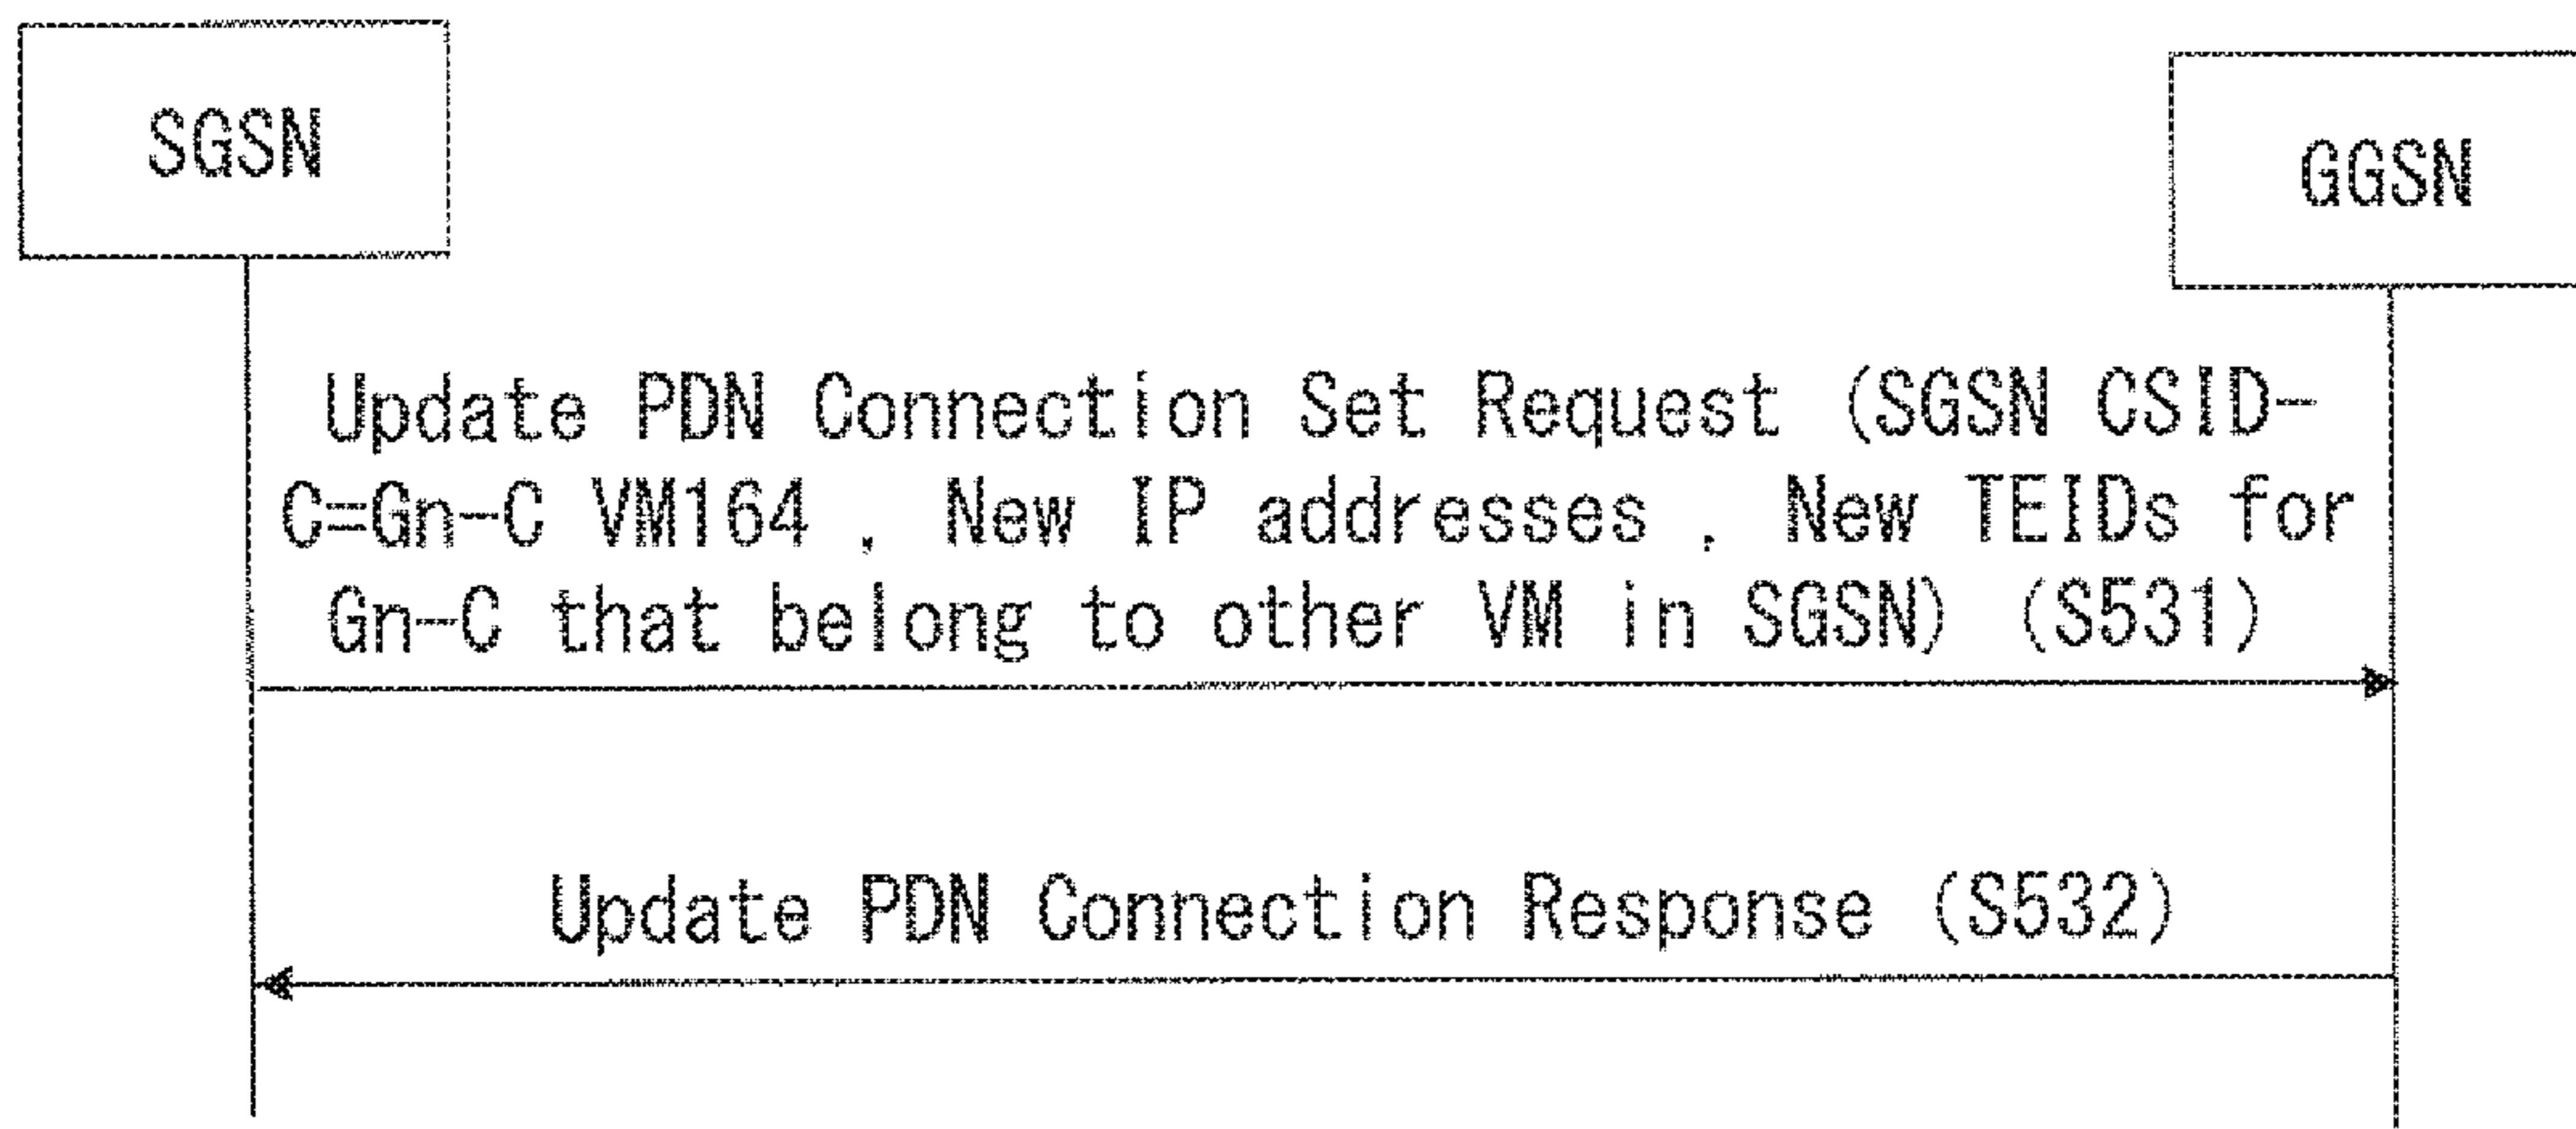 SGSN
GGSN
Update PDN Connection Set Request (SGSN CSID-
C=Gn-C VM164 , New IP addresses , New TEIDs for
Gn-C that belong to other VM in SGSN) (S531)
Update PDN Connection Response (S532)